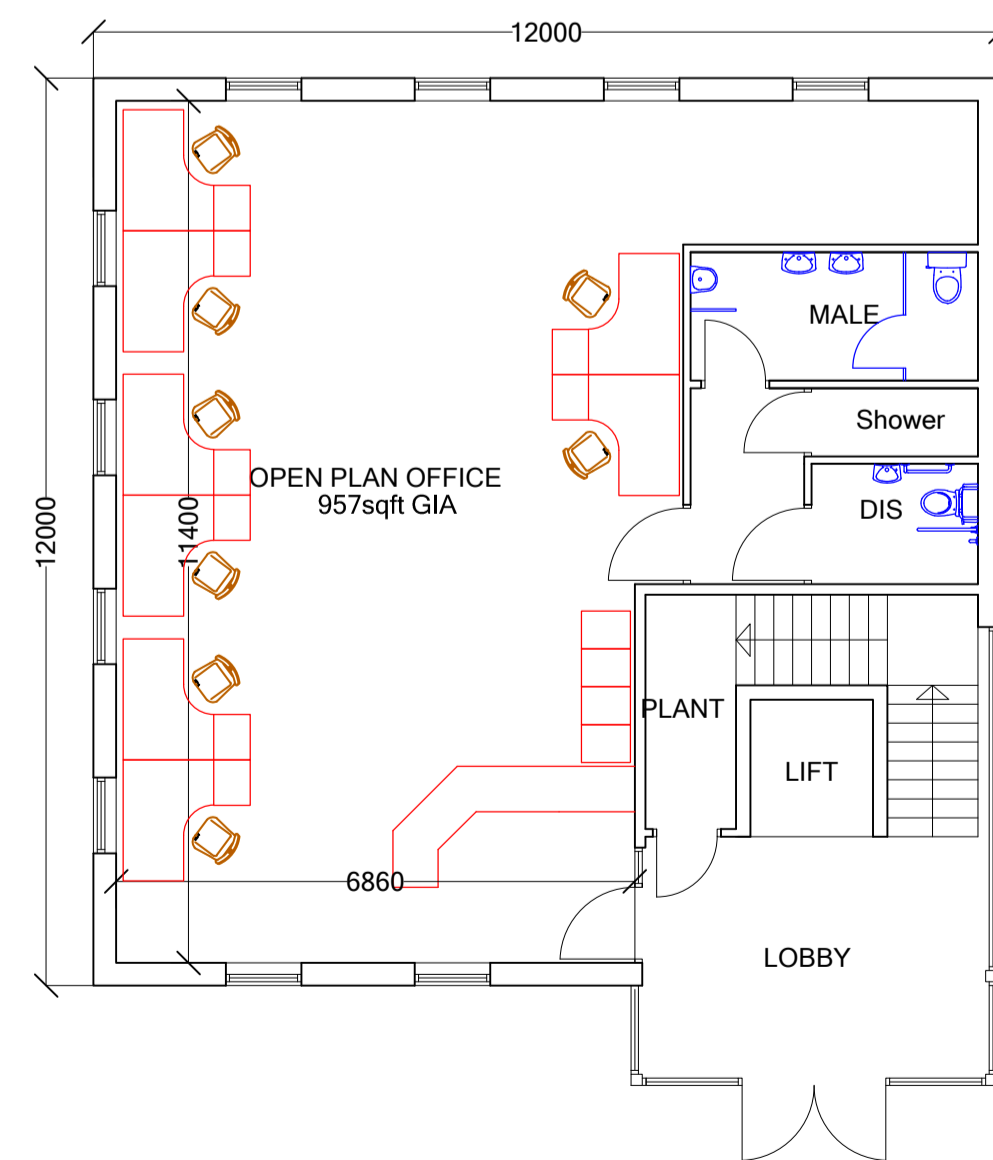 12000
MALE
Shower
OPEN PLAN OFFICE
957sqft GIA
DIS
12000
11400
PLANT
LIFT
6860
LOBBY